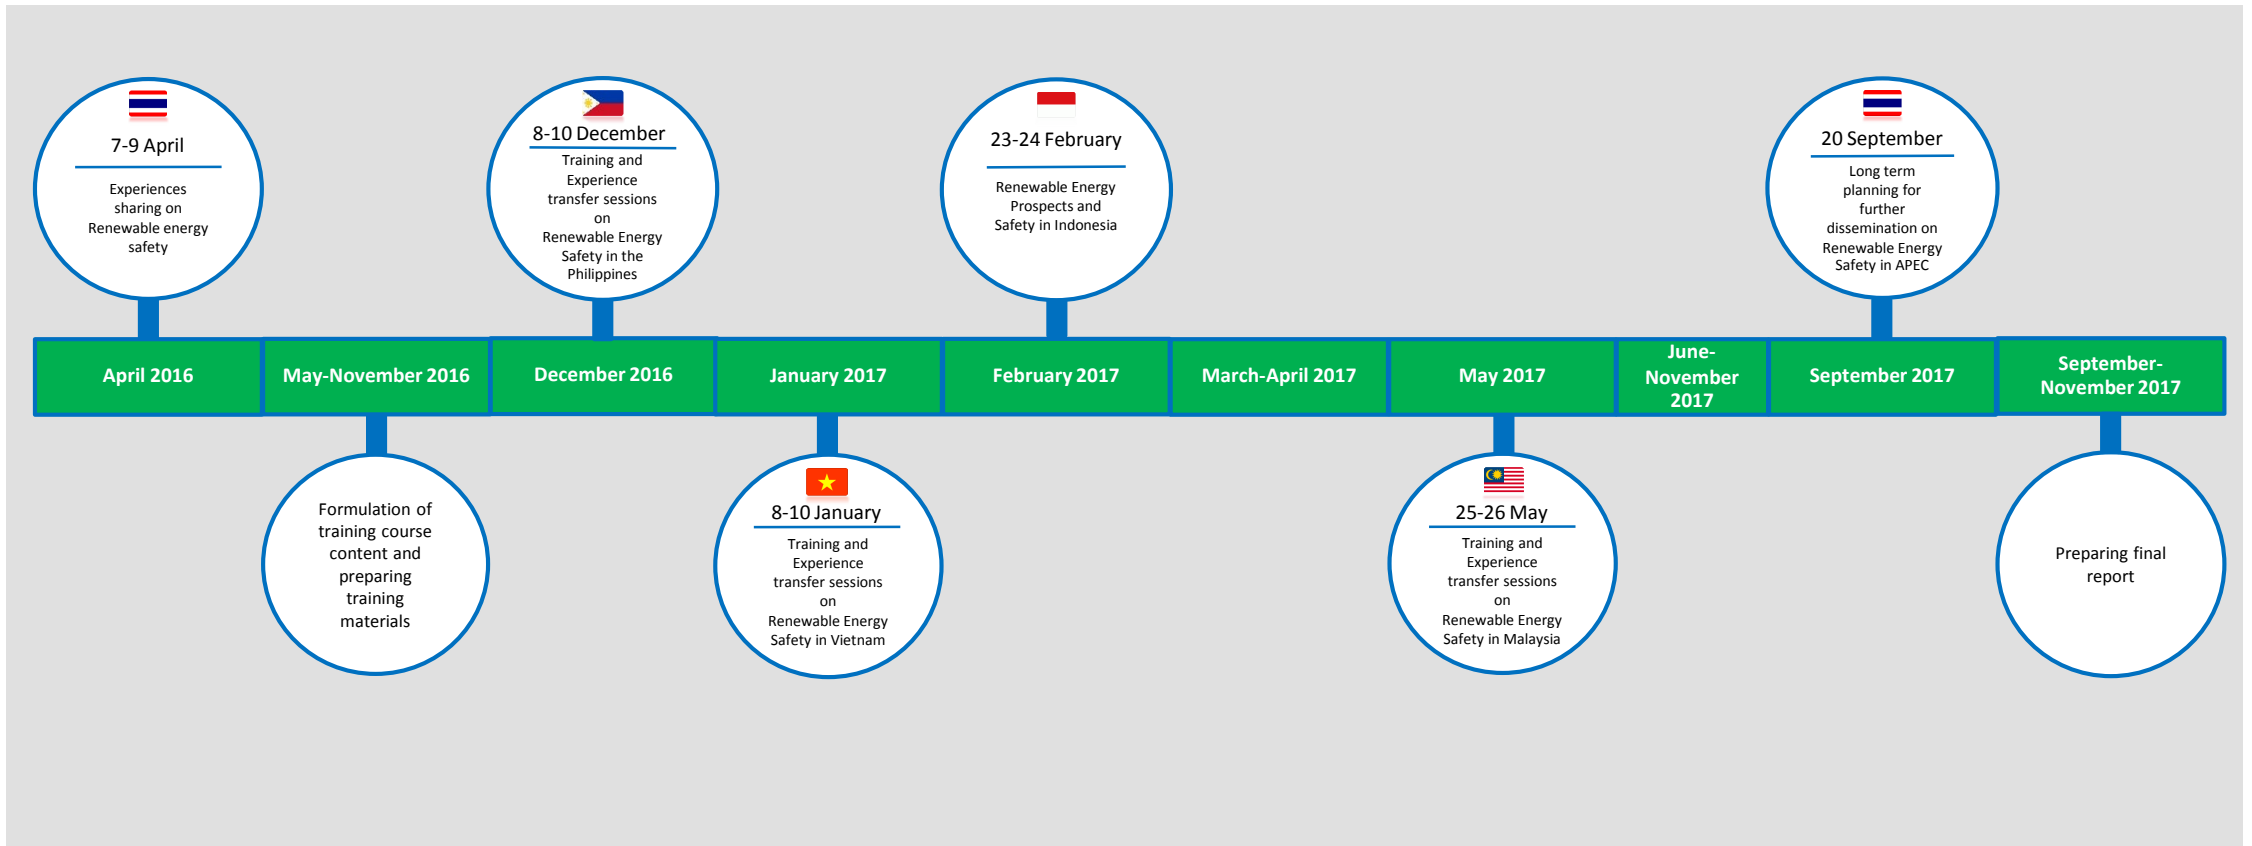 7-9 April
Experiences
sharing on
Renewable energy
safety
8-10 December
Training and
Experience
transfer sessions
on
Renewable Energy
Safety in the
Philippines
23-24 February
Renewable Energy
Prospects and
Safety in Indonesia
20 September
Long term
planning for
further
dissemination on
Renewable Energy
Safety in APEC
April 2016
May-November 2016
December 2016
January 2017
February 2017
March-April 2017
May 2017
June-
November
2017
September 2017
September-
November 2017
Formulation of
training course
content and
preparing
training
materials
8-10 January
Training and
Experience
transfer sessions
on
Renewable Energy
Safety in Vietnam
25-26 May
Training and
Experience
transfer sessions
on
Renewable Energy
Safety in Malaysia
Preparing final
report